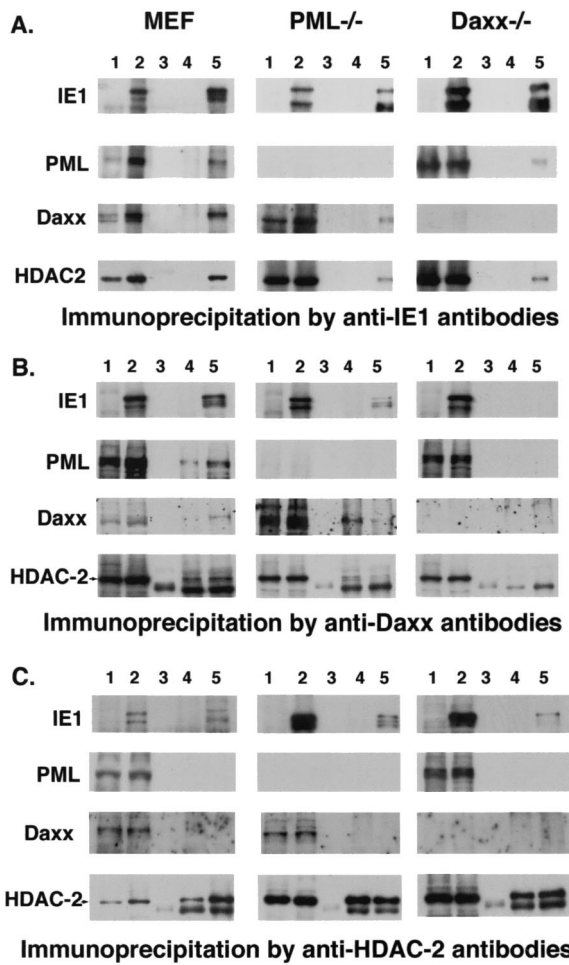 A. MEF PML-/- Daxx-/-
1 2 3 4 5 1 2 3 4 5 1 2 3 4 5
IE1
PML
Daxx
HDAC2
Immunoprecipitation by anti-IE1 antibodies
B. 1 2 3 4 5 1 2 3 4 5 1 2 3 4 5
IE1
PML
Daxx
HDAC-2
Immunoprecipitation by anti-Daxx antibodies
C. 1 2 3 4 5 1 2 3 4 5 1 2 3 4 5
IE1
PML
Daxx
HDAC-2
Immunoprecipitation by anti-HDAC-2 antibodies